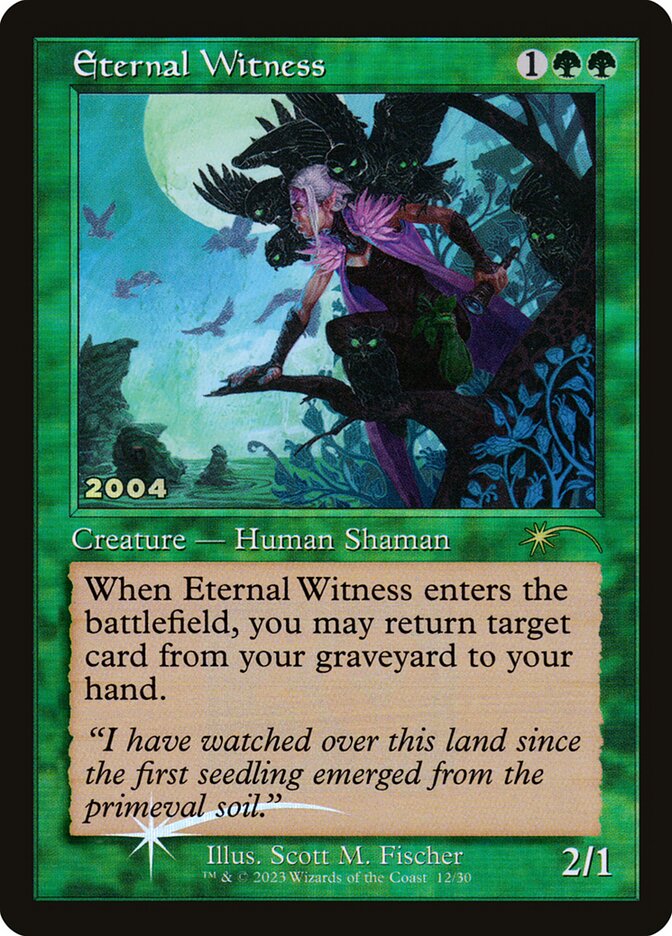 Eternal Witness 1
2004
Creature — Human Shaman
When Eternal Witness enters the
battlefield, you may return target
card from your graveyard to your
hand.
“I have watched over this land since
the first seedling emerged from the
primeval soil.”
Illus. Scott M. Fischer
™ & © 2023 Wizards of the Coast 12/30
2/1